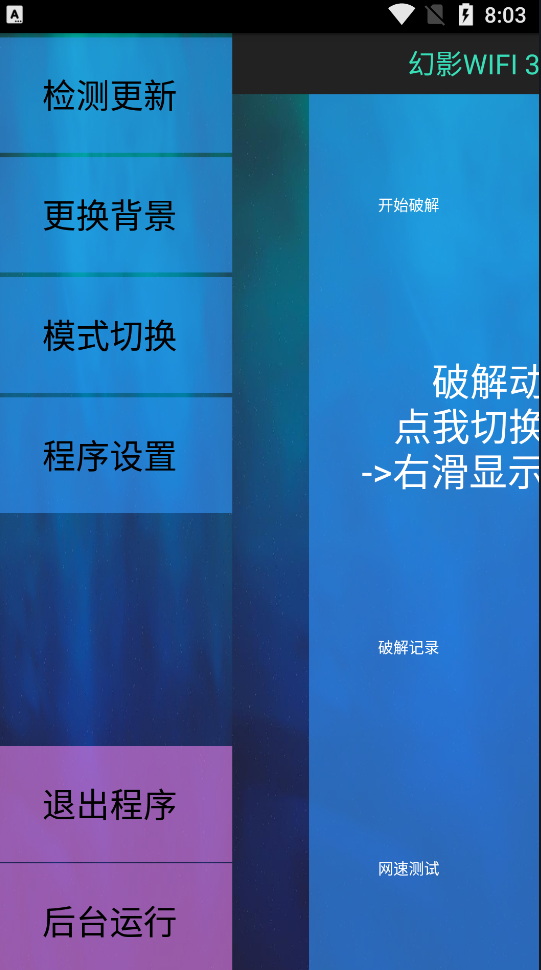 8:03
幻影WIFI 3
检测更新
更换背景
模式切换
程序设置
退出程序
后台运行
开始破解
破解动
点我切换
->右滑显示
破解记录
网速测试